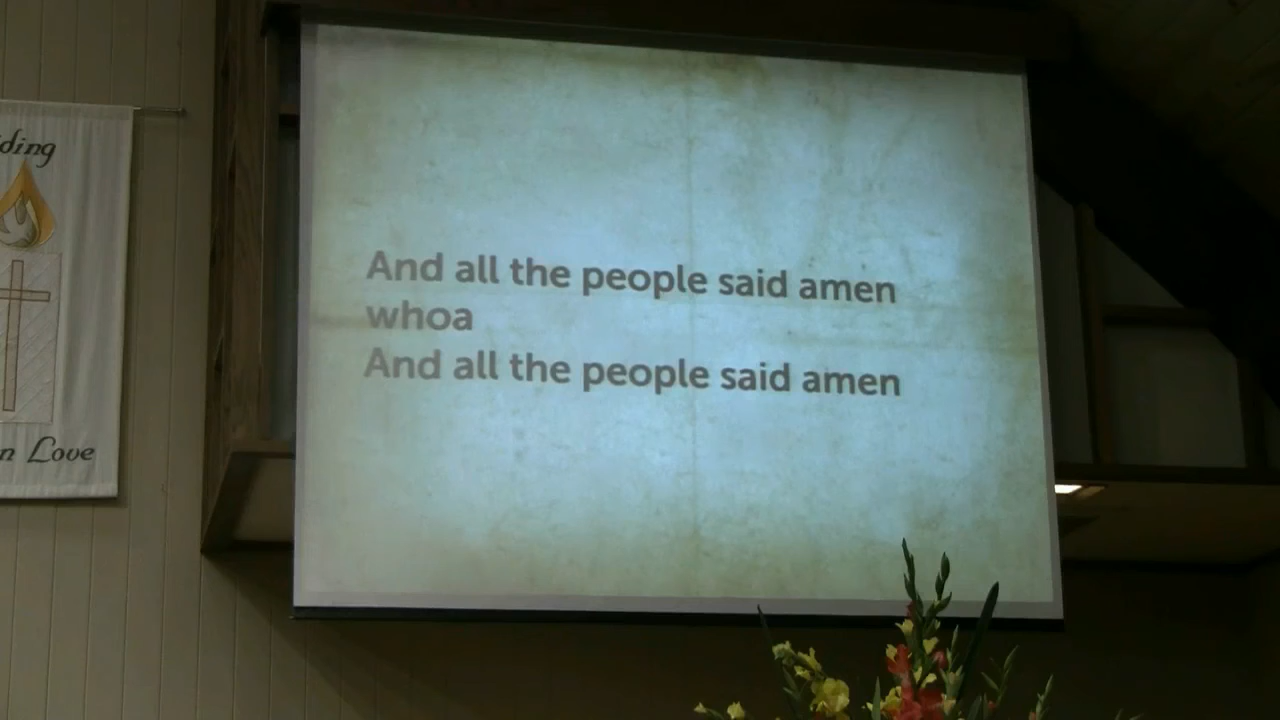 ding
n Love
And all the people said amen
whoa
And all the people said amen